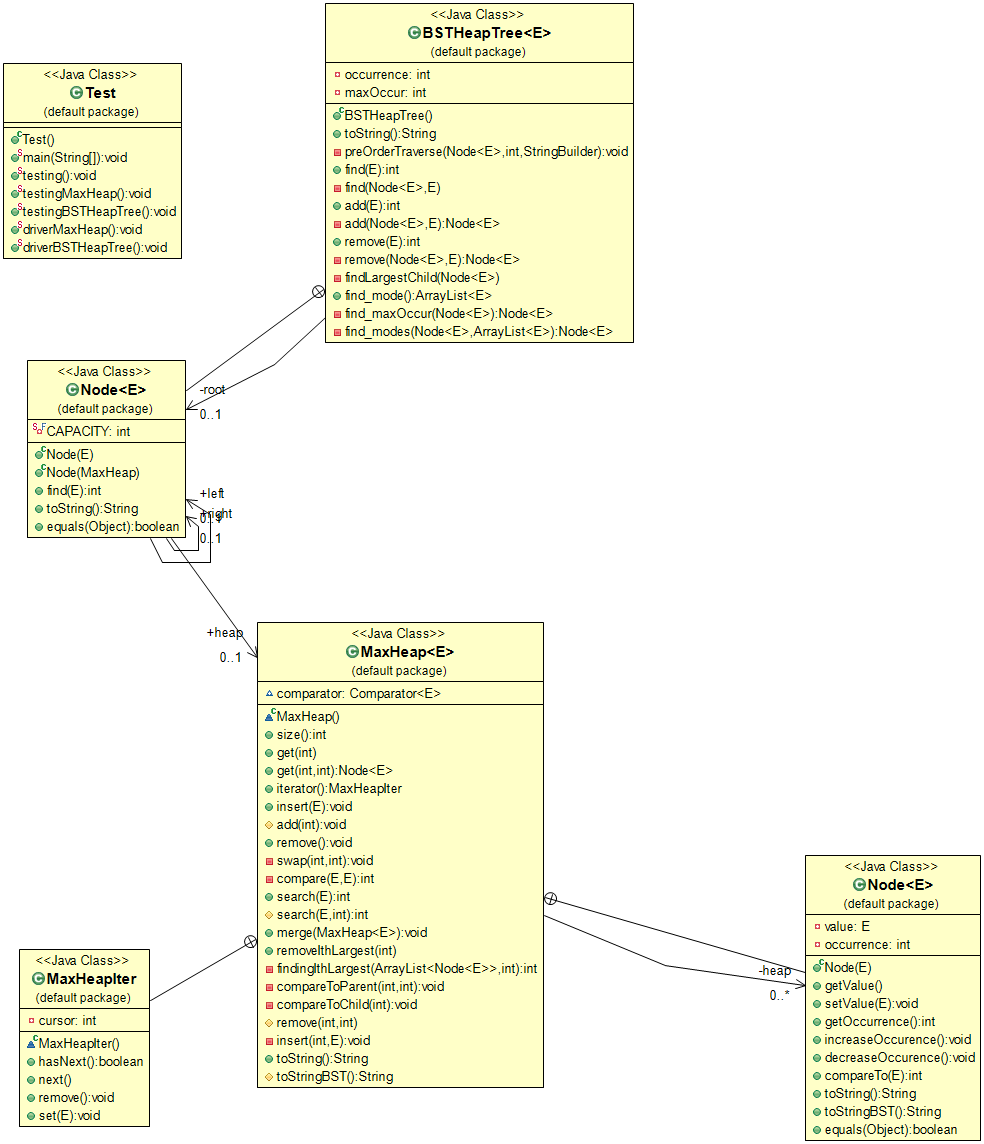 <<Java Class>>
BSTHeapTree<E>
(default package)
occurrence: int
maxOccur: int
BSTHeapTree()
toString():String
preOrderTraverse(Node<E>,int,StringBuilder):void
find(E):int
find(Node<E>,E)
add(E):int
add(Node<E>,E):Node<E>
remove(E):int
remove(Node<E>,E):Node<E>
findLargestChild(Node<E>)
find_mode():ArrayList<E>
find_maxOccur(Node<E>):Node<E>
find_modes(Node<E>,ArrayList<E>):Node<E>
<<Java Class>>
Test
(default package)
Test()
main(String[]):void
testing():void
testingMaxHeap():void
testingBSTHeapTree():void
driverMaxHeap():void
driverBSTHeapTree():void
<<Java Class>>
Node<E>
(default package)
CAPACITY: int
Node(E)
Node(MaxHeap)
find(E):int
toString():String
equals(Object):boolean
-root
0..1
+left
0..1
+right
0..1
+heap
0..1
<<Java Class>>
MaxHeap<E>
(default package)
comparator: Comparator<E>
MaxHeap()
size():int
get(int)
get(int,int):Node<E>
iterator():MaxHeapIter
insert(E):void
add(int):void
remove():void
swap(int,int):void
compare(E,E):int
search(E):int
search(E,int):int
merge(MaxHeap<E>):void
removeIthLargest(int)
findingIthLargest(ArrayList<Node<E>>,int):int
compareToParent(int,int):void
compareToChild(int):void
remove(int,int)
insert(int,E):void
toString():String
toStringBST():String
<<Java Class>>
MaxHeapIter
(default package)
cursor: int
MaxHeapIter()
hasNext():boolean
next()
remove():void
set(E):void
-heap
0..*
<<Java Class>>
Node<E>
(default package)
value: E
occurrence: int
Node(E)
getValue()
setValue(E):void
getOccurrence():int
increaseOccurence():void
decreaseOccurence():void
compareTo(E):int
toString():String
toStringBST():String
equals(Object):boolean